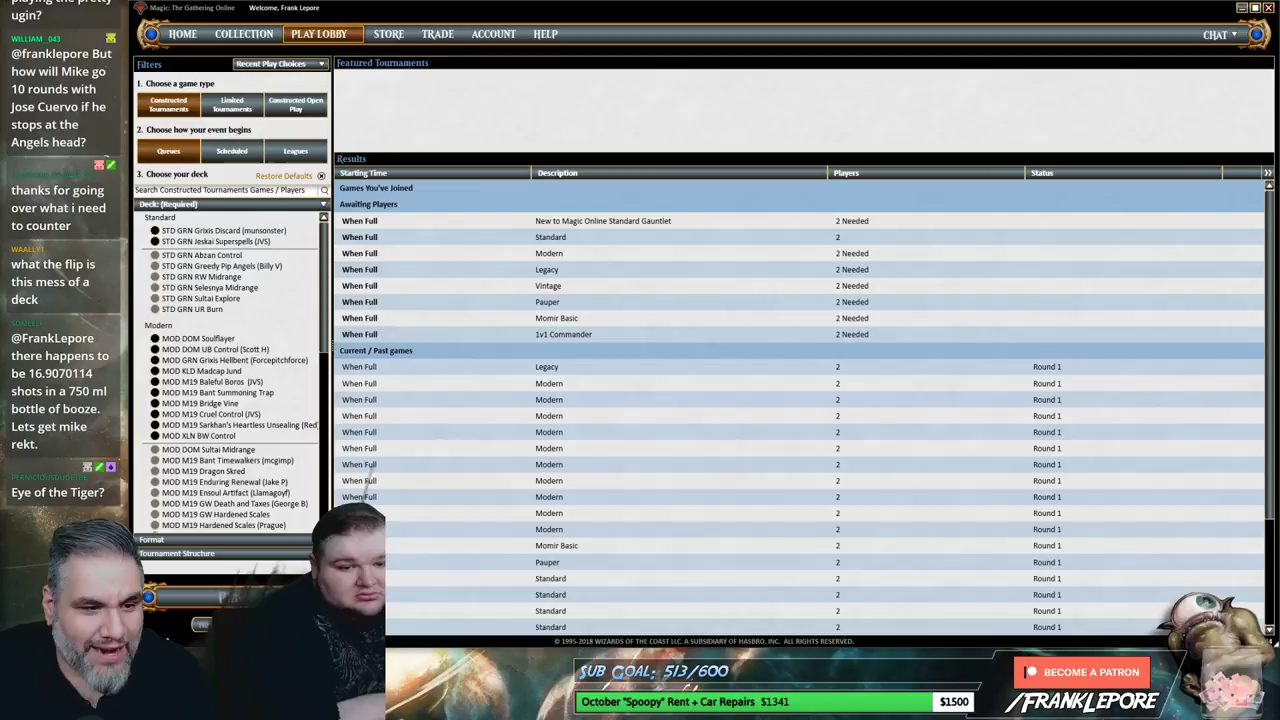 playing the pretty
ugin?
WILLIAM_043
@franklepore But
how will Mike go
10 rounds with
Jose Cuervo if he
stops at the
Angels head?
thanks for going
over what i need
to counter
WAALLYT
what the flip is
this mess of a
deck
@FrankLepore
there happens to
be 16.9070114
shots in a 750 ml
bottle of booze.
Lets get mike
rekt.
Eye of the Tiger?
Magic: The Gathering Online
Welcome, Frank Lepore
HOME
COLLECTION
PLAY LOBBY
STORE
TRADE
ACCOUNT
HELP
CHAT
Filters
Recent Play Choices
1. Choose a game type
Constructed Tournaments
Limited Tournaments
Constructed Open Play
2. Choose how your event begins
Queues
Scheduled
Leagues
3. Choose your deck
Restore Defaults
Search Constructed Tournaments Games / Players
Deck: (Required)
Standard
STD GRN Grixis Discard (munsonster)
STD GRN Jeskai Superspells (JVS)
STD GRN Abzan Control
STD GRN Greedy Pip Angels (Billy V)
STD GRN RW Midrange
STD GRN Selesnya Midrange
STD GRN Sultai Explore
STD GRN UR Burn
Modern
MOD DOM Soulflayer
MOD DOM UB Control (Scott H)
MOD GRN Grixis Hellbent (Forcepitchforce)
MOD KLD Madcap Jund
MOD M19 Baleful Boros (JVS)
MOD M19 Bant Summoning Trap
MOD M19 Bridge Vine
MOD M19 Cruel Control (JVS)
MOD M19 Sarkhan's Heartless Unsealing (Red
MOD XLN BW Control
MOD DOM Sultai Midrange
MOD M19 Bant Timewalkers (mcgimp)
MOD M19 Dragon Skred
MOD M19 Enduring Renewal (Jake P)
MOD M19 Ensoul Artifact (Llamagoyf)
MOD M19 GW Death and Taxes (George B)
MOD M19 GW Hardened Scales
MOD M19 Hardened Scales (Prague)
Format
Tournament Structure
Featured Tournaments
Results
Starting Time Description Players Status
Games You've Joined
Awaiting Players
When Full New to Magic Online Standard Gauntlet 2 Needed
When Full Standard 2
When Full Modern 2 Needed
When Full Legacy 2 Needed
When Full Vintage 2 Needed
When Full Pauper 2 Needed
When Full Momir Basic 2 Needed
When Full 1v1 Commander 2 Needed
Current / Past games
When Full Legacy 2 Round 1
When Full Modern 2 Round 1
When Full Modern 2 Round 1
When Full Modern 2 Round 1
When Full Modern 2 Round 1
When Full Modern 2 Round 1
When Full Modern 2 Round 1
When Full Modern 2 Round 1
When Full Modern 2 Round 1
Modern 2 Round 1
Modern 2 Round 1
Momir Basic 2 Round 1
Pauper 2 Round 1
Standard 2 Round 1
Standard 2 Round 1
Standard 2 Round 1
Standard 2 Round 1
© 1995-2018 WIZARDS OF THE COAST LLC, A SUBSIDIARY OF HASBRO, INC. ALL RIGHTS RESERVED.
SUB GOAL: 513/600
October "Spoopy" Rent + Car Repairs $1341
$1500
BECOME A PATRON
/FRANKLEPORE